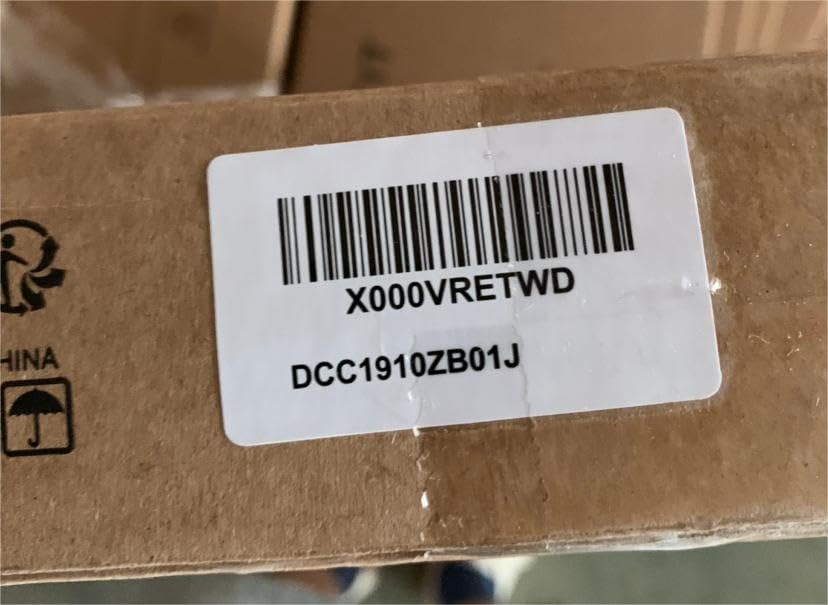 X000VRETWD
DCC1910ZB01J
HINA